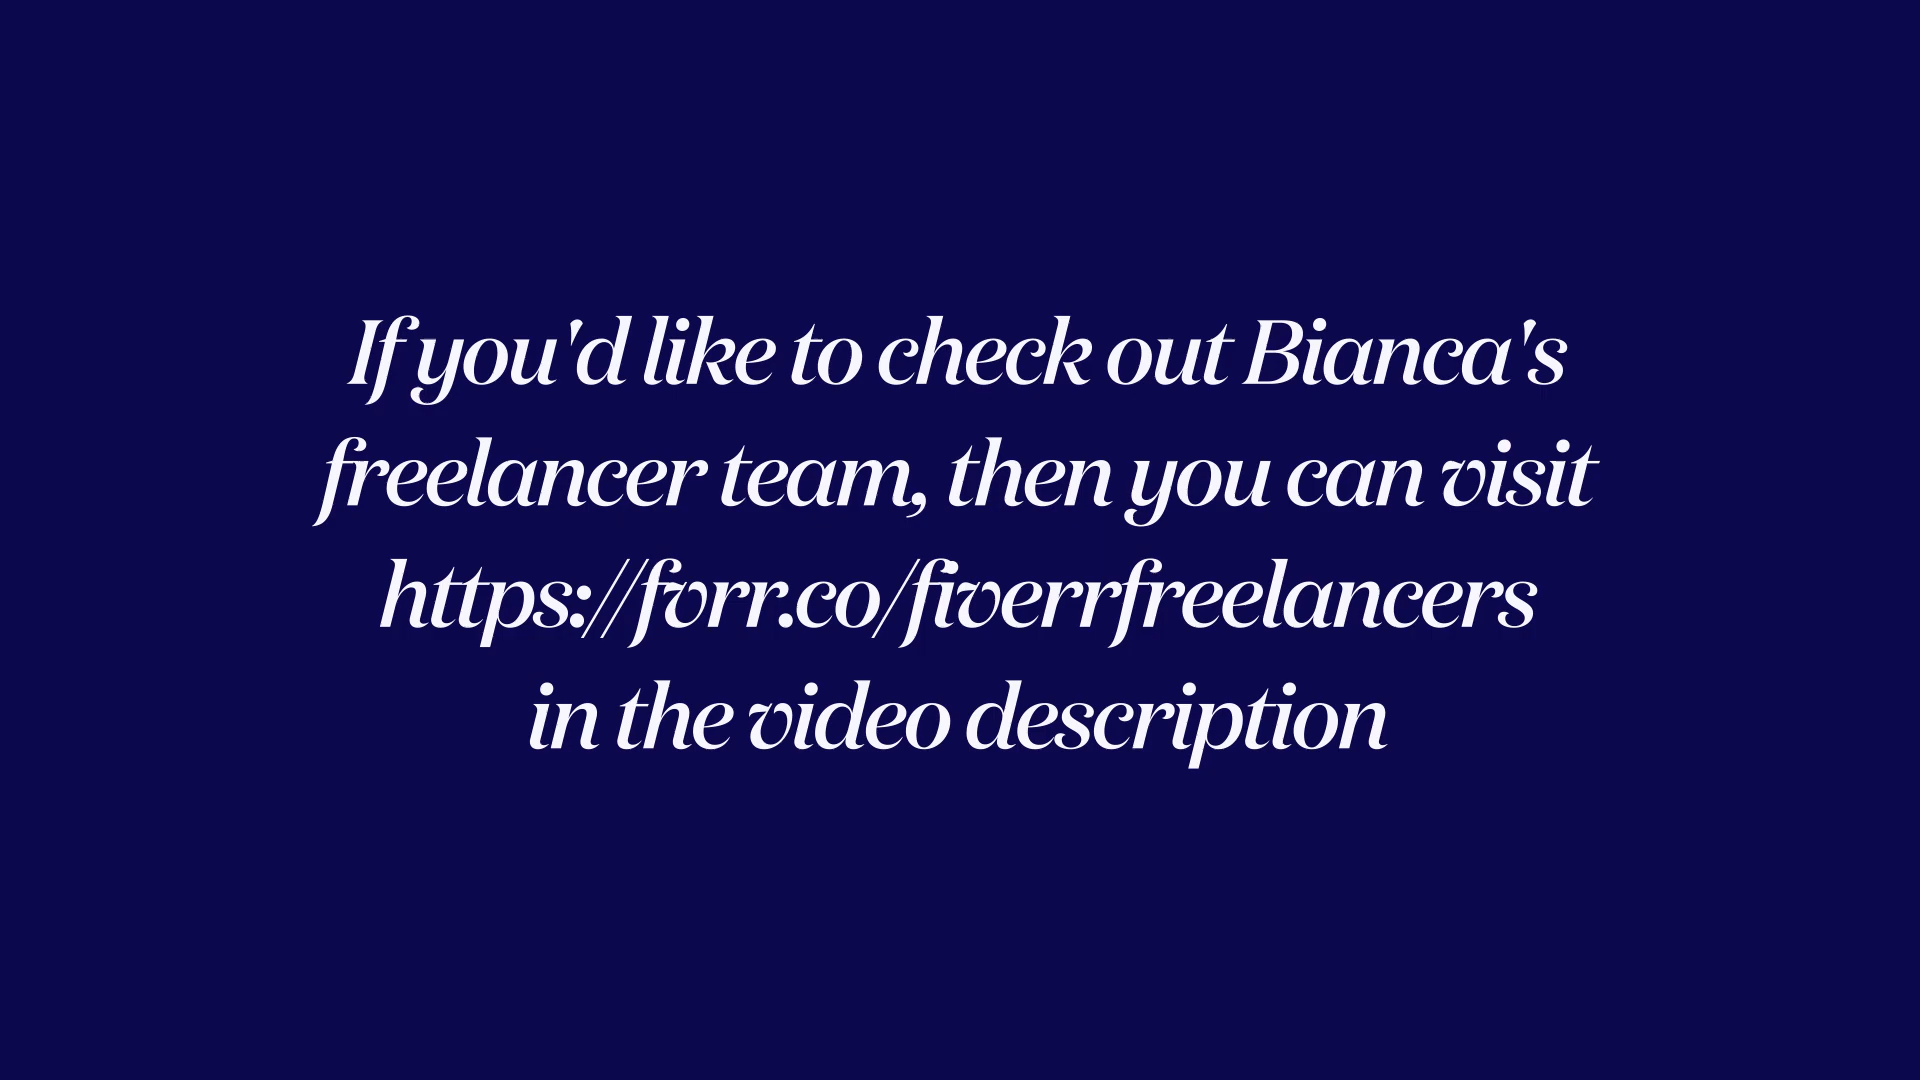 If you'd like to check out Bianca's
freelancer team, then you can visit
https://fvrr.co/fiverrfreelancers
in the video description